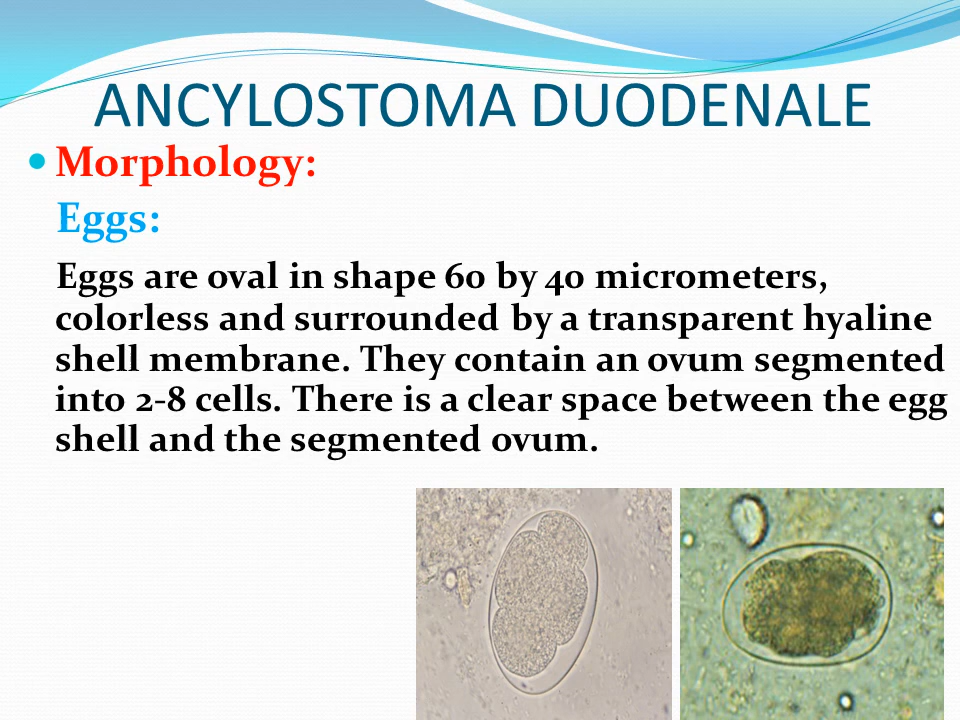 ANCYLOSTOMA DUODENALE
• Morphology:
Eggs:
Eggs are oval in shape 60 by 40 micrometers,
colorless and surrounded by a transparent hyaline
shell membrane. They contain an ovum segmented
into 2-8 cells. There is a clear space between the egg
shell and the segmented ovum.